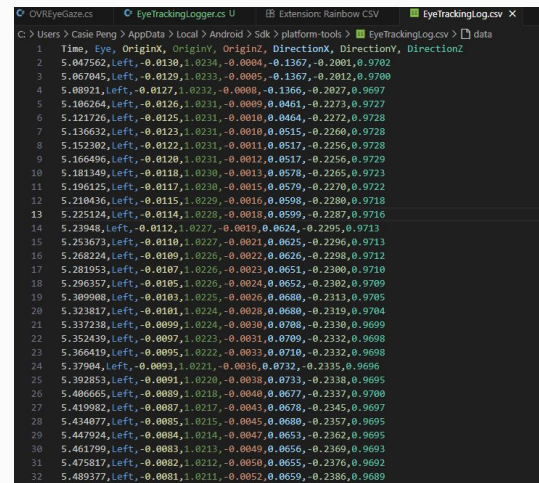 OVREyeGaze.cs EyeTrackingLogger.cs U Extension: Rainbow CSV EyeTrackingLog.csv X
C: > Users > Casie Peng > AppData > Local > Android > Sdk > platform-tools > EyeTrackingLog.csv > data
1 Time, Eye, OriginX, OriginY, OriginZ, DirectionX, DirectionY, DirectionZ
2 5.047562,Left,-0.0130,1.0234,-0.0004,-0.1367,-0.2001,0.9702
3 5.067045,Left,-0.0129,1.0233,-0.0005,-0.1367,-0.2012,0.9700
4 5.08921,Left,-0.0127,1.0232,-0.0008,-0.1366,-0.2027,0.9697
5 5.106264,Left,-0.0126,1.0231,-0.0009,0.0461,-0.2273,0.9727
6 5.121726,Left,-0.0125,1.0231,-0.0010,0.0464,-0.2272,0.9728
7 5.136632,Left,-0.0123,1.0231,-0.0010,0.0515,-0.2260,0.9728
8 5.152302,Left,-0.0122,1.0231,-0.0011,0.0517,-0.2256,0.9728
9 5.166496,Left,-0.0120,1.0231,-0.0012,0.0517,-0.2256,0.9729
10 5.181349,Left,-0.0118,1.0230,-0.0013,0.0578,-0.2265,0.9723
11 5.196125,Left,-0.0117,1.0230,-0.0015,0.0579,-0.2270,0.9722
12 5.210436,Left,-0.0115,1.0229,-0.0016,0.0598,-0.2280,0.9718
13 5.225124,Left,-0.0114,1.0228,-0.0018,0.0599,-0.2287,0.9716
14 5.23948,Left,-0.0112,1.0227,-0.0019,0.0624,-0.2295,0.9713
15 5.253673,Left,-0.0110,1.0227,-0.0021,0.0625,-0.2296,0.9713
16 5.268224,Left,-0.0109,1.0226,-0.0022,0.0626,-0.2298,0.9712
17 5.281953,Left,-0.0107,1.0226,-0.0023,0.0651,-0.2300,0.9710
18 5.296357,Left,-0.0105,1.0226,-0.0024,0.0652,-0.2302,0.9709
19 5.309908,Left,-0.0103,1.0225,-0.0026,0.0680,-0.2313,0.9705
20 5.323817,Left,-0.0101,1.0224,-0.0028,0.0680,-0.2319,0.9704
21 5.337238,Left,-0.0099,1.0224,-0.0030,0.0708,-0.2330,0.9699
22 5.352439,Left,-0.0097,1.0223,-0.0031,0.0709,-0.2332,0.9698
23 5.366419,Left,-0.0095,1.0222,-0.0033,0.0710,-0.2332,0.9698
24 5.37904,Left,-0.0093,1.0221,-0.0036,0.0732,-0.2335,0.9696
25 5.392853,Left,-0.0091,1.0220,-0.0038,0.0733,-0.2338,0.9695
26 5.406665,Left,-0.0089,1.0218,-0.0040,0.0677,-0.2337,0.9700
27 5.419982,Left,-0.0087,1.0217,-0.0043,0.0678,-0.2345,0.9697
28 5.434077,Left,-0.0085,1.0215,-0.0045,0.0680,-0.2357,0.9695
29 5.447924,Left,-0.0084,1.0214,-0.0047,0.0653,-0.2362,0.9695
30 5.461799,Left,-0.0083,1.0213,-0.0049,0.0656,-0.2369,0.9693
31 5.475817,Left,-0.0082,1.0212,-0.0050,0.0655,-0.2376,0.9692
32 5.489377,Left,-0.0081,1.0211,-0.0052,0.0659,-0.2386,0.9689